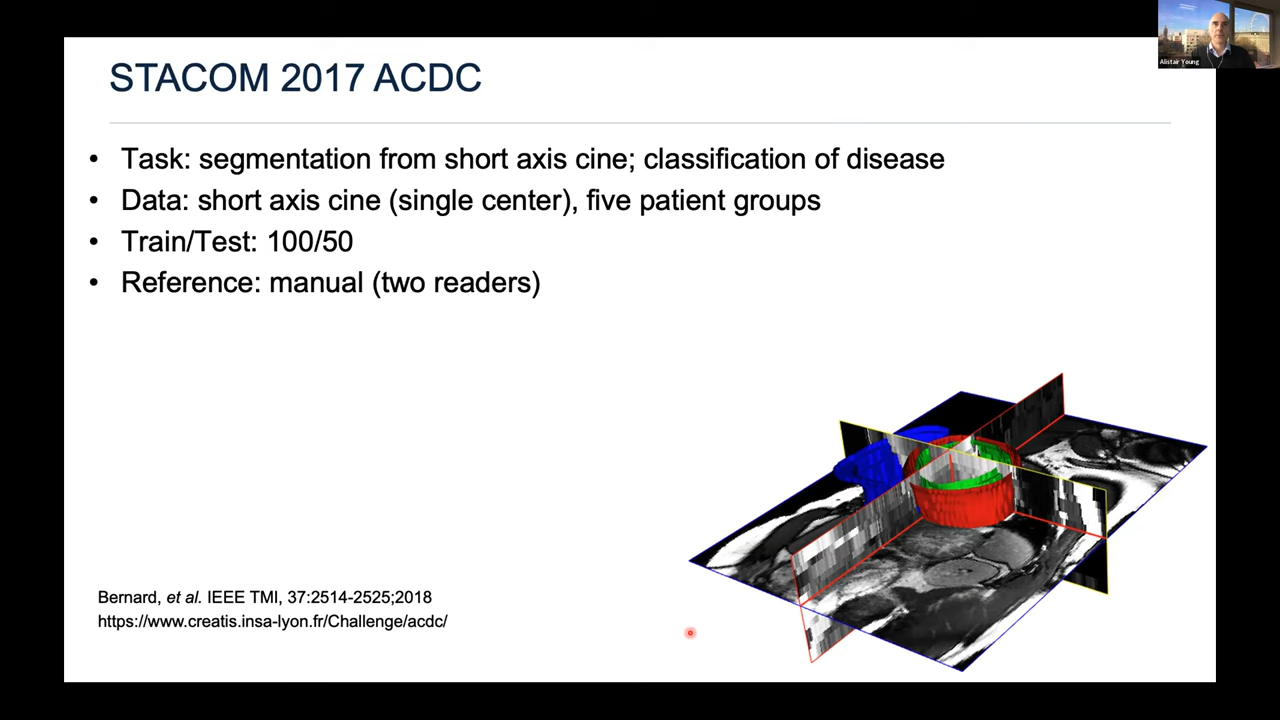 STACOM 2017 ACDC
• Task: segmentation from short axis cine; classification of disease
• Data: short axis cine (single center), five patient groups
• Train/Test: 100/50
• Reference: manual (two readers)
Bernard, et al. IEEE TMI, 37:2514-2525;2018
https://www.creatis.insa-lyon.fr/Challenge/acdc/
Alistair Young